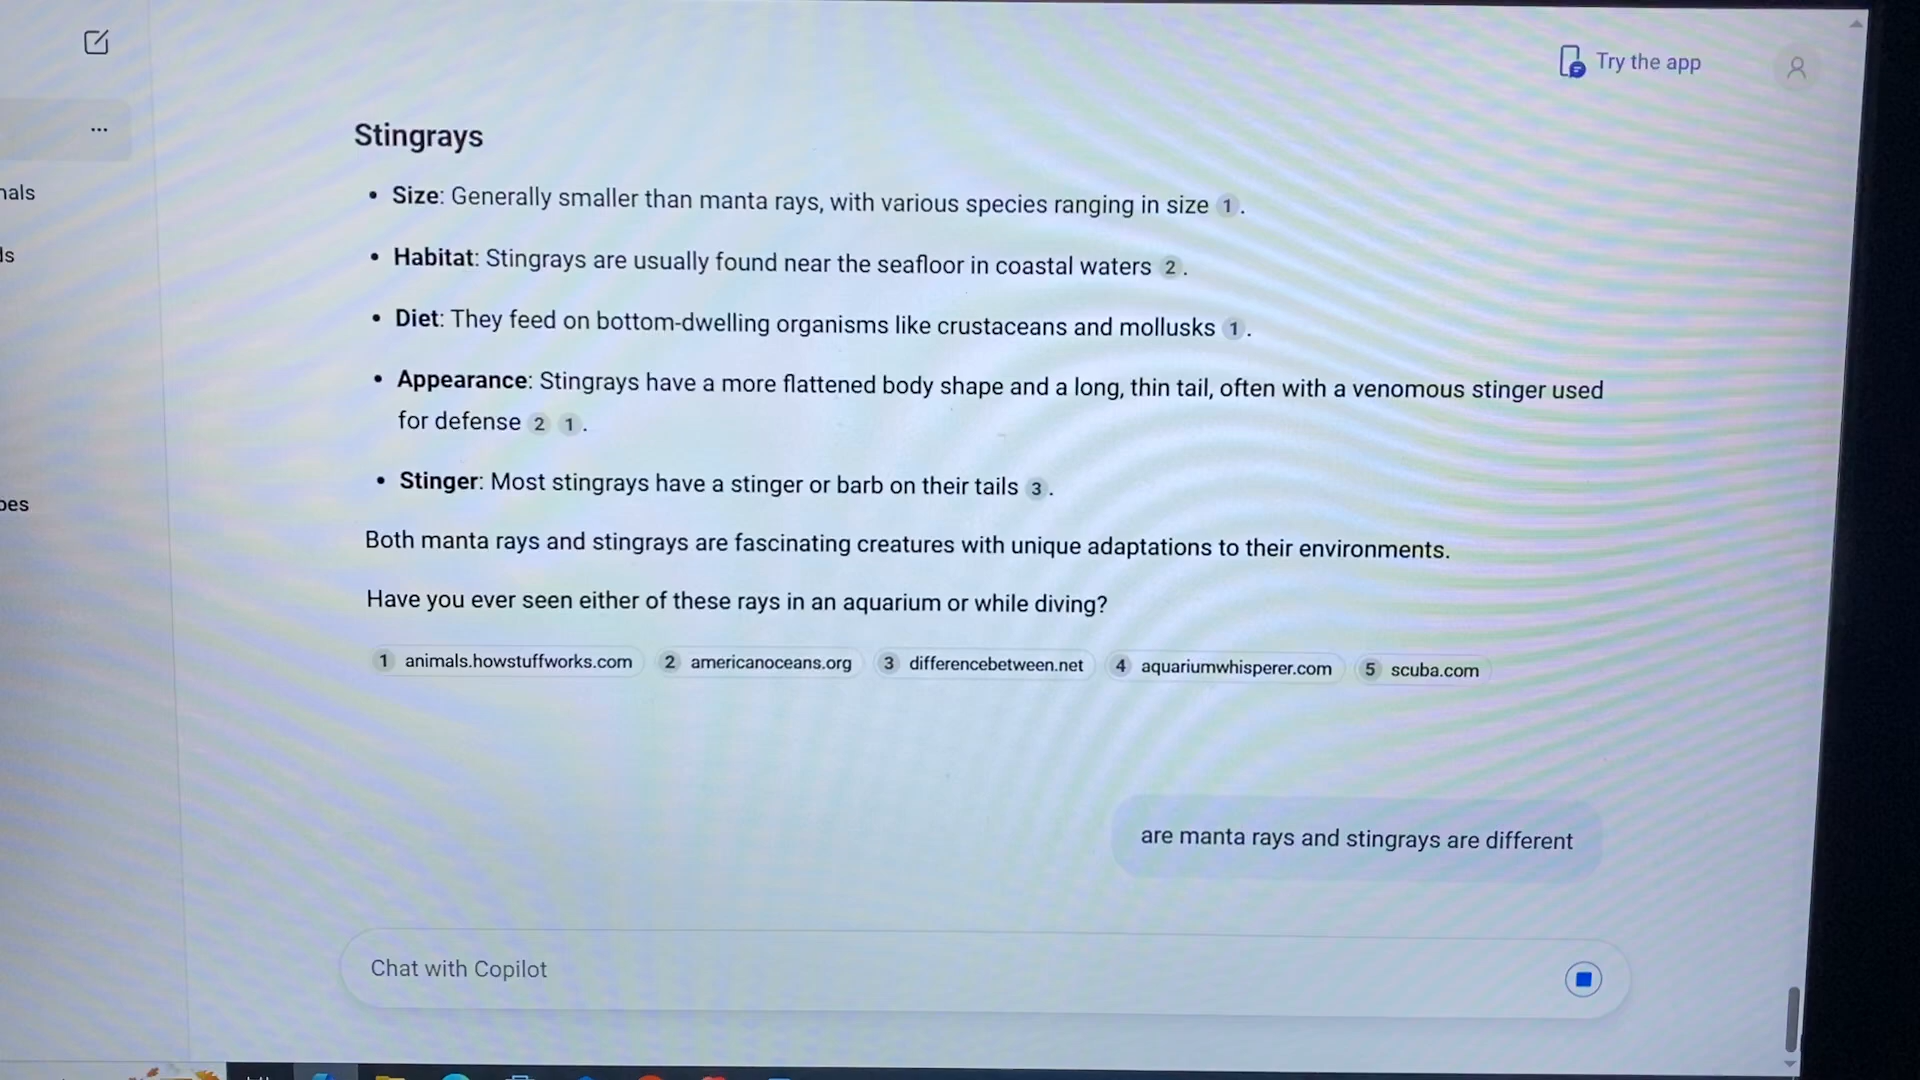 Try the app
...
Stingrays
nals
• Size: Generally smaller than manta rays, with various species ranging in size 1.
ls
• Habitat: Stingrays are usually found near the seafloor in coastal waters 2.
• Diet: They feed on bottom-dwelling organisms like crustaceans and mollusks 1.
• Appearance: Stingrays have a more flattened body shape and a long, thin tail, often with a venomous stinger used
for defense 2 1.
• Stinger: Most stingrays have a stinger or barb on their tails 3.
pes
Both manta rays and stingrays are fascinating creatures with unique adaptations to their environments.
Have you ever seen either of these rays in an aquarium or while diving?
1 animals.howstuffworks.com 2 americanoceans.org 3 differencebetween.net 4 aquariumwhisperer.com 5 scuba.com
are manta rays and stingrays are different
Chat with Copilot